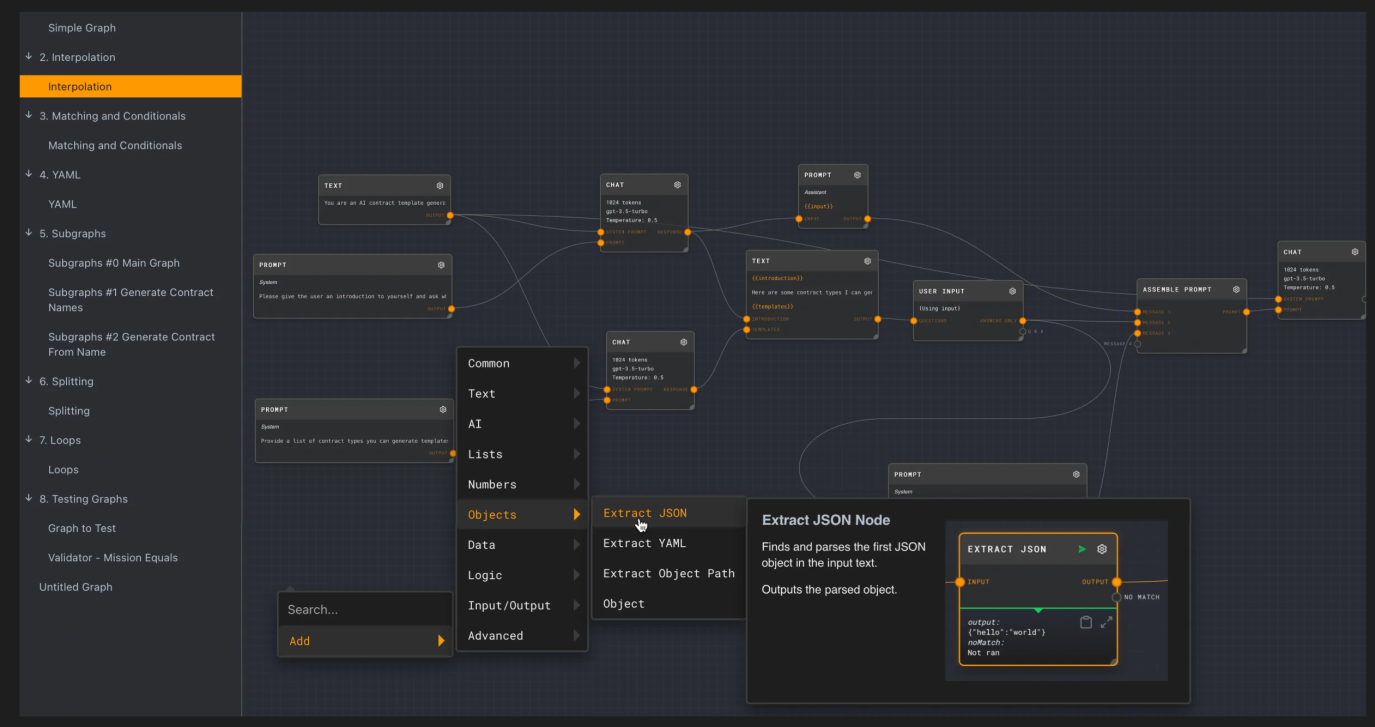 Simple Graph
2. Interpolation
Interpolation
3. Matching and Conditionals
Matching and Conditionals
4. YAML
YAML
5. Subgraphs
Subgraphs #0 Main Graph
Subgraphs #1 Generate Contract
Names
Subgraphs #2 Generate Contract
From Name
6. Splitting
Splitting
7. Loops
Loops
8. Testing Graphs
Graph to Test
Validator - Mission Equals
Untitled Graph
TEXT
You are an AI contract template genera
OUTPUT
PROMPT
System
Please give the user an introduction to yourself and ask w
OUTPUT
PROMPT
System
Provide a list of contract types you can generate template
OUTPUT
CHAT
1024 tokens
gpt-3.5-turbo
Temperature: 0.5
SYSTEM PROMPT RESPONSE
PROMPT
CHAT
1024 tokens
gpt-3.5-turbo
Temperature: 0.5
SYSTEM PROMPT RESPONSE
PROMPT
PROMPT
Assistant
{{input}}
INPUT OUTPUT
TEXT
{{introduction}}
Here are some contract types I can ger
{{templates}}
INTRODUCTION OUTPUT
TEMPLATES
USER INPUT
(Using input)
QUESTIONS ANSWERS ONLY
Q & A
ASSEMBLE PROMPT
MESSAGE 1 PROMPT
MESSAGE 2
MESSAGE 3
MESSAGE 4
CHAT
1024 tokens
gpt-3.5-turbo
Temperature: 0.5
SYSTEM PROMPT
PROMPT
PROMPT
System
Search...
Add
Common
Text
AI
Lists
Numbers
Objects
Data
Logic
Input/Output
Advanced
Extract JSON
Extract YAML
Extract Object Path
Object
Extract JSON Node
Finds and parses the first JSON
object in the input text.
Outputs the parsed object.
EXTRACT JSON
INPUT OUTPUT
NO MATCH
output:
{"hello":"world"}
noMatch:
Not ran